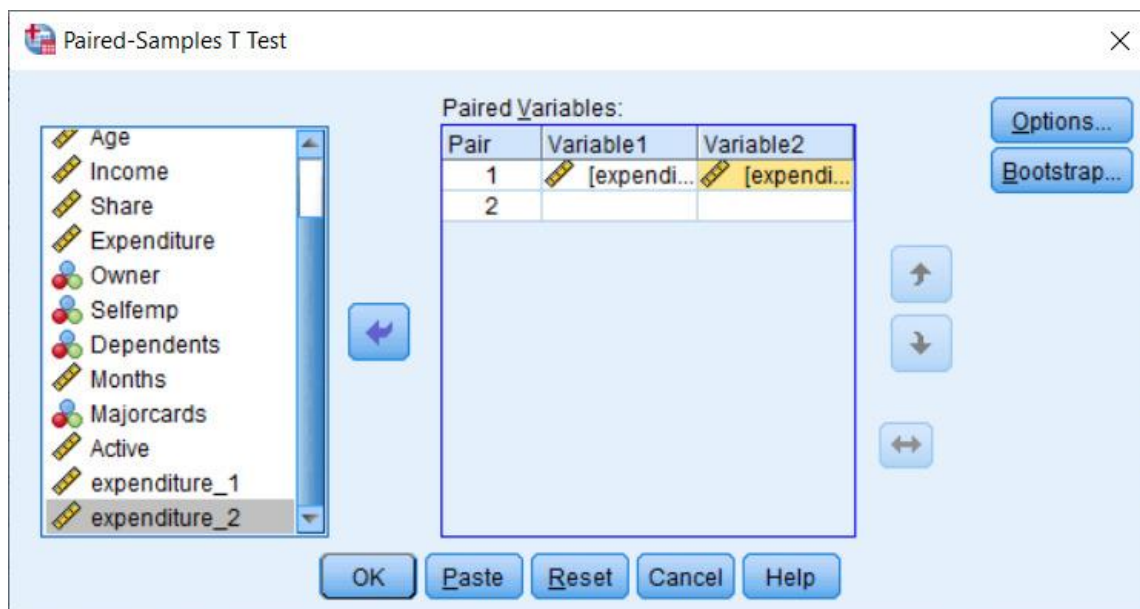 Paired-Samples T Test
Paired Variables:
Age
Income
Share
Expenditure
Owner
Selfemp
Dependents
Months
Majorcards
Active
expenditure_1
expenditure_2
Pair Variable1 Variable2
1 [expendi... [expendi...
2
Options...
Bootstrap...
OK Paste Reset Cancel Help